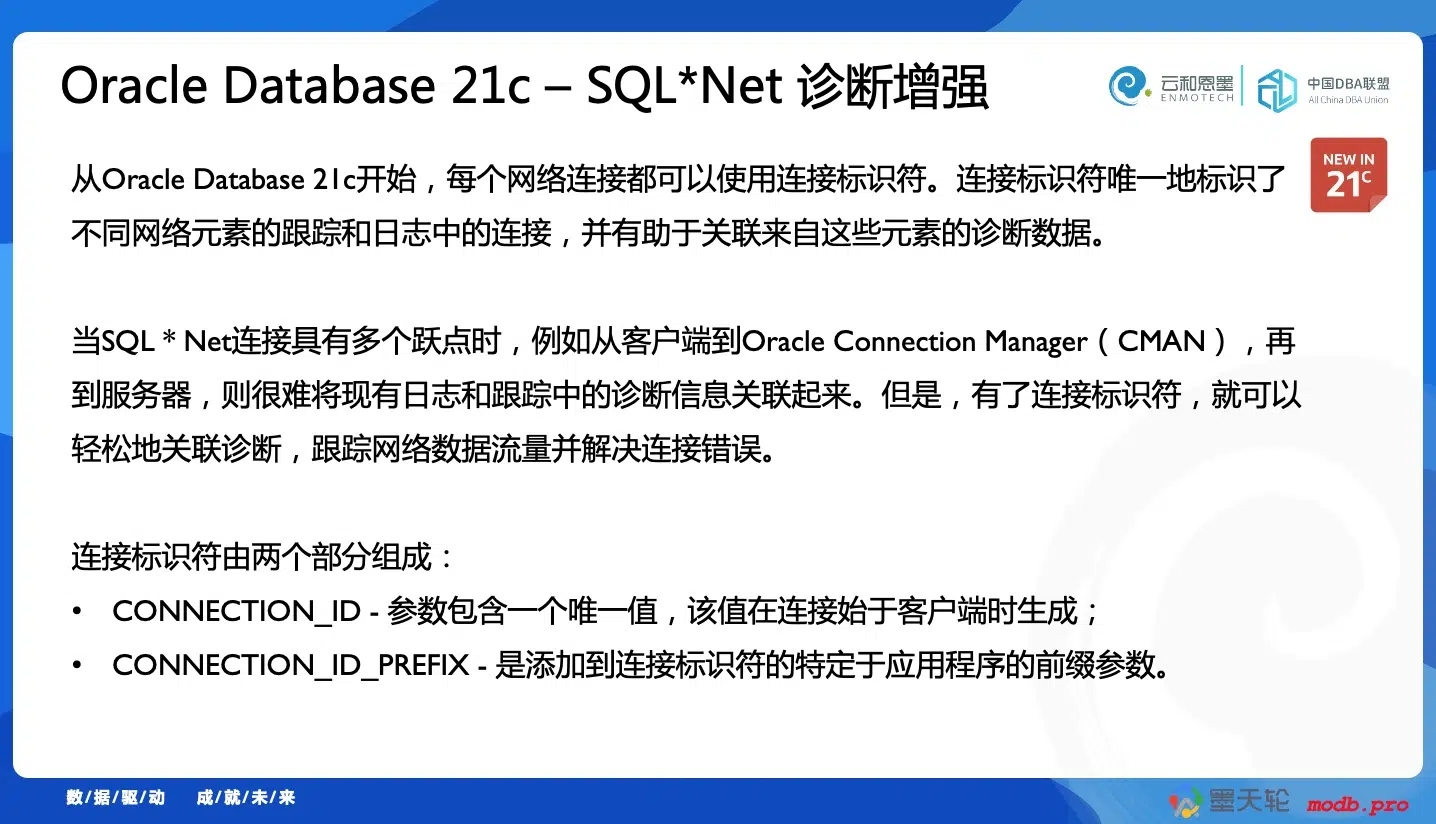 Oracle Database 21c – SQL*Net 诊断增强
云和恩墨
ENMOTECH
中国DBA联盟
All China DBA Union
NEW IN
21c
从Oracle Database 21c开始，每个网络连接都可以使用连接标识符。连接标识符唯一地标识了
不同网络元素的跟踪和日志中的连接，并有助于关联来自这些元素的诊断数据。
当SQL * Net连接具有多个跃点时，例如从客户端到Oracle Connection Manager（CMAN），再
到服务器，则很难将现有日志和跟踪中的诊断信息关联起来。但是，有了连接标识符，就可以
轻松地关联诊断，跟踪网络数据流量并解决连接错误。
连接标识符由两个部分组成：
• CONNECTION_ID - 参数包含一个唯一值，该值在连接始于客户端时生成；
• CONNECTION_ID_PREFIX - 是添加到连接标识符的特定于应用程序的前缀参数。
数/据/驱/动 成/就/未/来
墨天轮 modb.pro